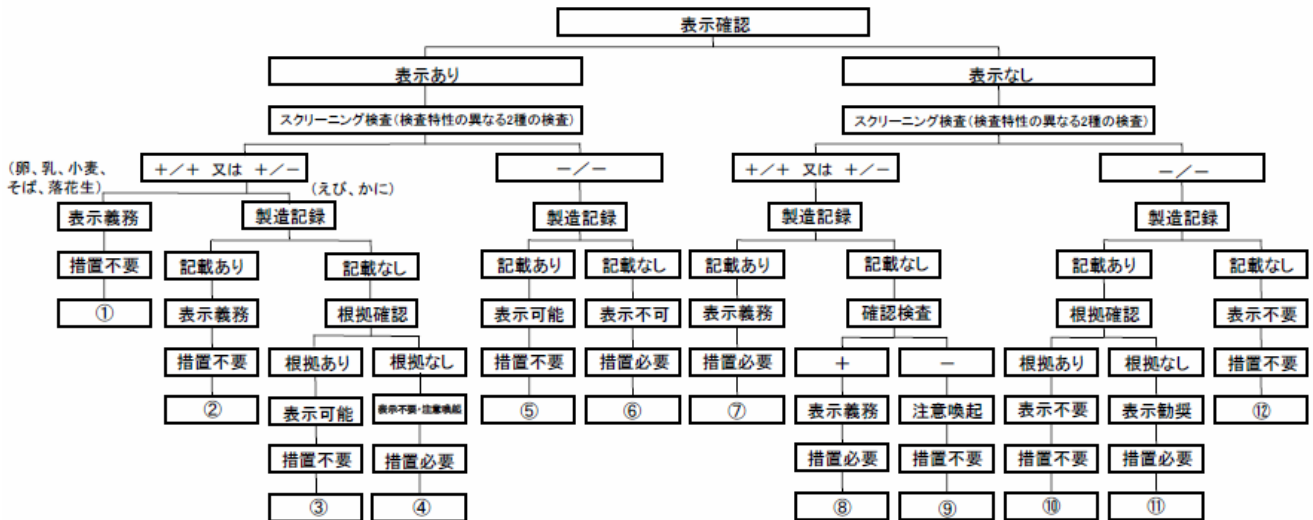 表示確認
表示あり 表示なし
スクリーニング検査(検査特性の異なる2種の検査) スクリーニング検査(検査特性の異なる2種の検査)
(卵、乳、小麦、 +/+ 又は +/- -/- +/+ 又は +/- -/-
そば、落花生) (えび、かに)
表示義務 製造記録 製造記録 製造記録 製造記録
措置不要 記載あり 記載なし 記載あり 記載なし 記載あり 記載なし 記載あり 記載なし
① 表示義務 根拠確認 表示可能 表示不可 表示義務 確認検査 根拠確認 表示不要
措置不要 根拠あり 根拠なし 措置不要 措置必要 措置必要 + - 根拠あり 根拠なし 措置不要
② 表示可能 表示不要・注意喚起 ⑤ ⑥ ⑦ 表示義務 注意喚起 表示不要 表示勧奨 ⑫
措置不要 措置必要 措置必要 措置不要 措置不要 措置必要
③ ④ ⑧ ⑨ ⑩ ⑪